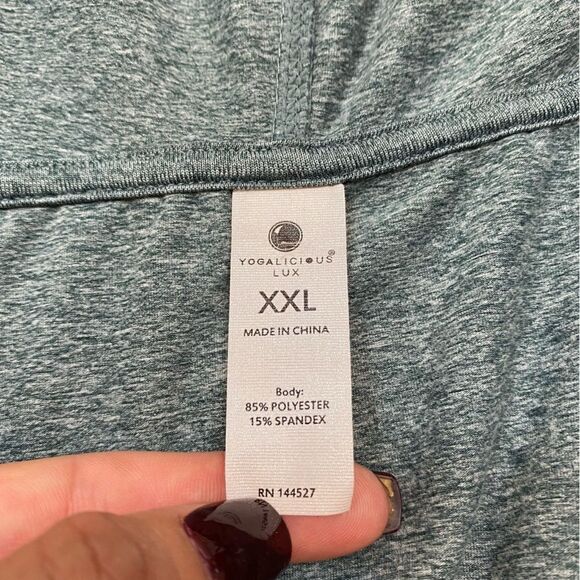 YOGALICIOUS®
LUX
XXL
MADE IN CHINA
Body:
85% POLYESTER
15% SPANDEX
RN 144527